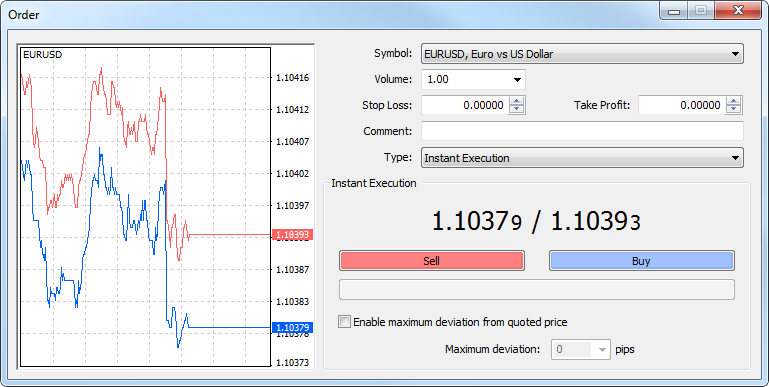 Order
EURUSD
1.10416
1.10412
1.10407
1.10402
1.10397
1.10393
1.10387
1.10383
1.10379
1.10378
1.10373
Symbol: EURUSD, Euro vs US Dollar
Volume: 1.00
Stop Loss: 0.00000 Take Profit: 0.00000
Comment:
Type: Instant Execution
Instant Execution
1.10379 / 1.10393
Sell Buy
Enable maximum deviation from quoted price
Maximum deviation: 0 pips